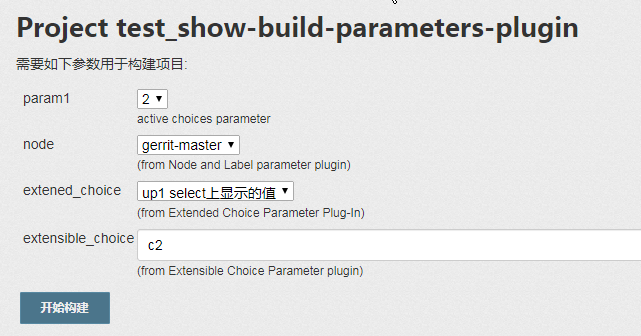 Project test_show-build-parameters-plugin
需要如下参数用于构建项目:
param1 2
active choices parameter
node gerrit-master
(from Node and Label parameter plugin)
extened_choice up1 select上显示的值
(from Extended Choice Parameter Plug-In)
extensible_choice c2
(from Extensible Choice Parameter plugin)
开始构建